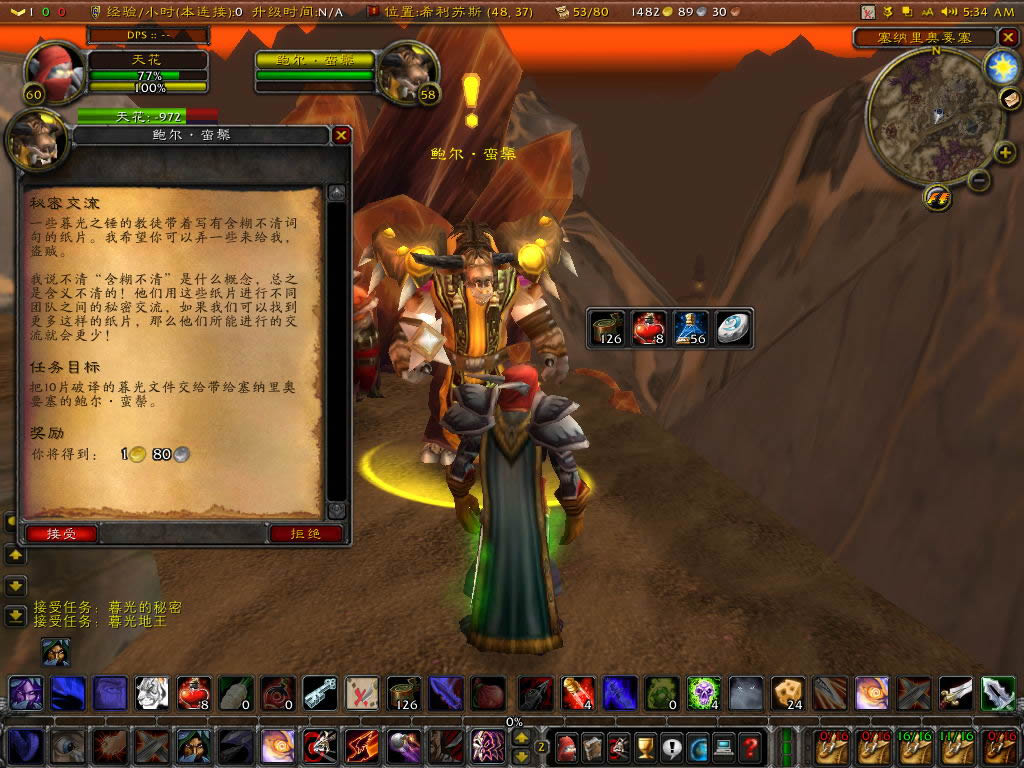 1 0 0 经验/小时(本连接):0 升级时间:N/A 位置:希利苏斯 (48, 37) 53/80 1482 89 30 5:34 AM
DPS :: --
塞纳里奥要塞
天花
鲍尔·蛮鬃
N
77%
100%
60
58
天花: -972
鲍尔·蛮鬃
鲍尔·蛮鬃
秘密交流
一些暮光之锤的教徒带着写有含糊不清词
句的纸片。我希望你可以弄一些来给我，
盗贼。
我说不清“含糊不清”是什么概念，总之
是含义不清的！他们用这些纸片进行不同
团队之间的秘密交流，如果我们可以找到
更多这样的纸片，那么他们所能进行的交
流就会更少！
126 8 56
任务目标
把10片破译的暮光文件交给带给塞纳里奥
要塞的鲍尔·蛮鬃。
奖励
你将得到： 1 80
接受 拒绝
接受任务：暮光的秘密
接受任务：暮光地王
8 0 0 126 4 0 4 24
0%
2
0/16 0/16 16/16 11/16 0/16